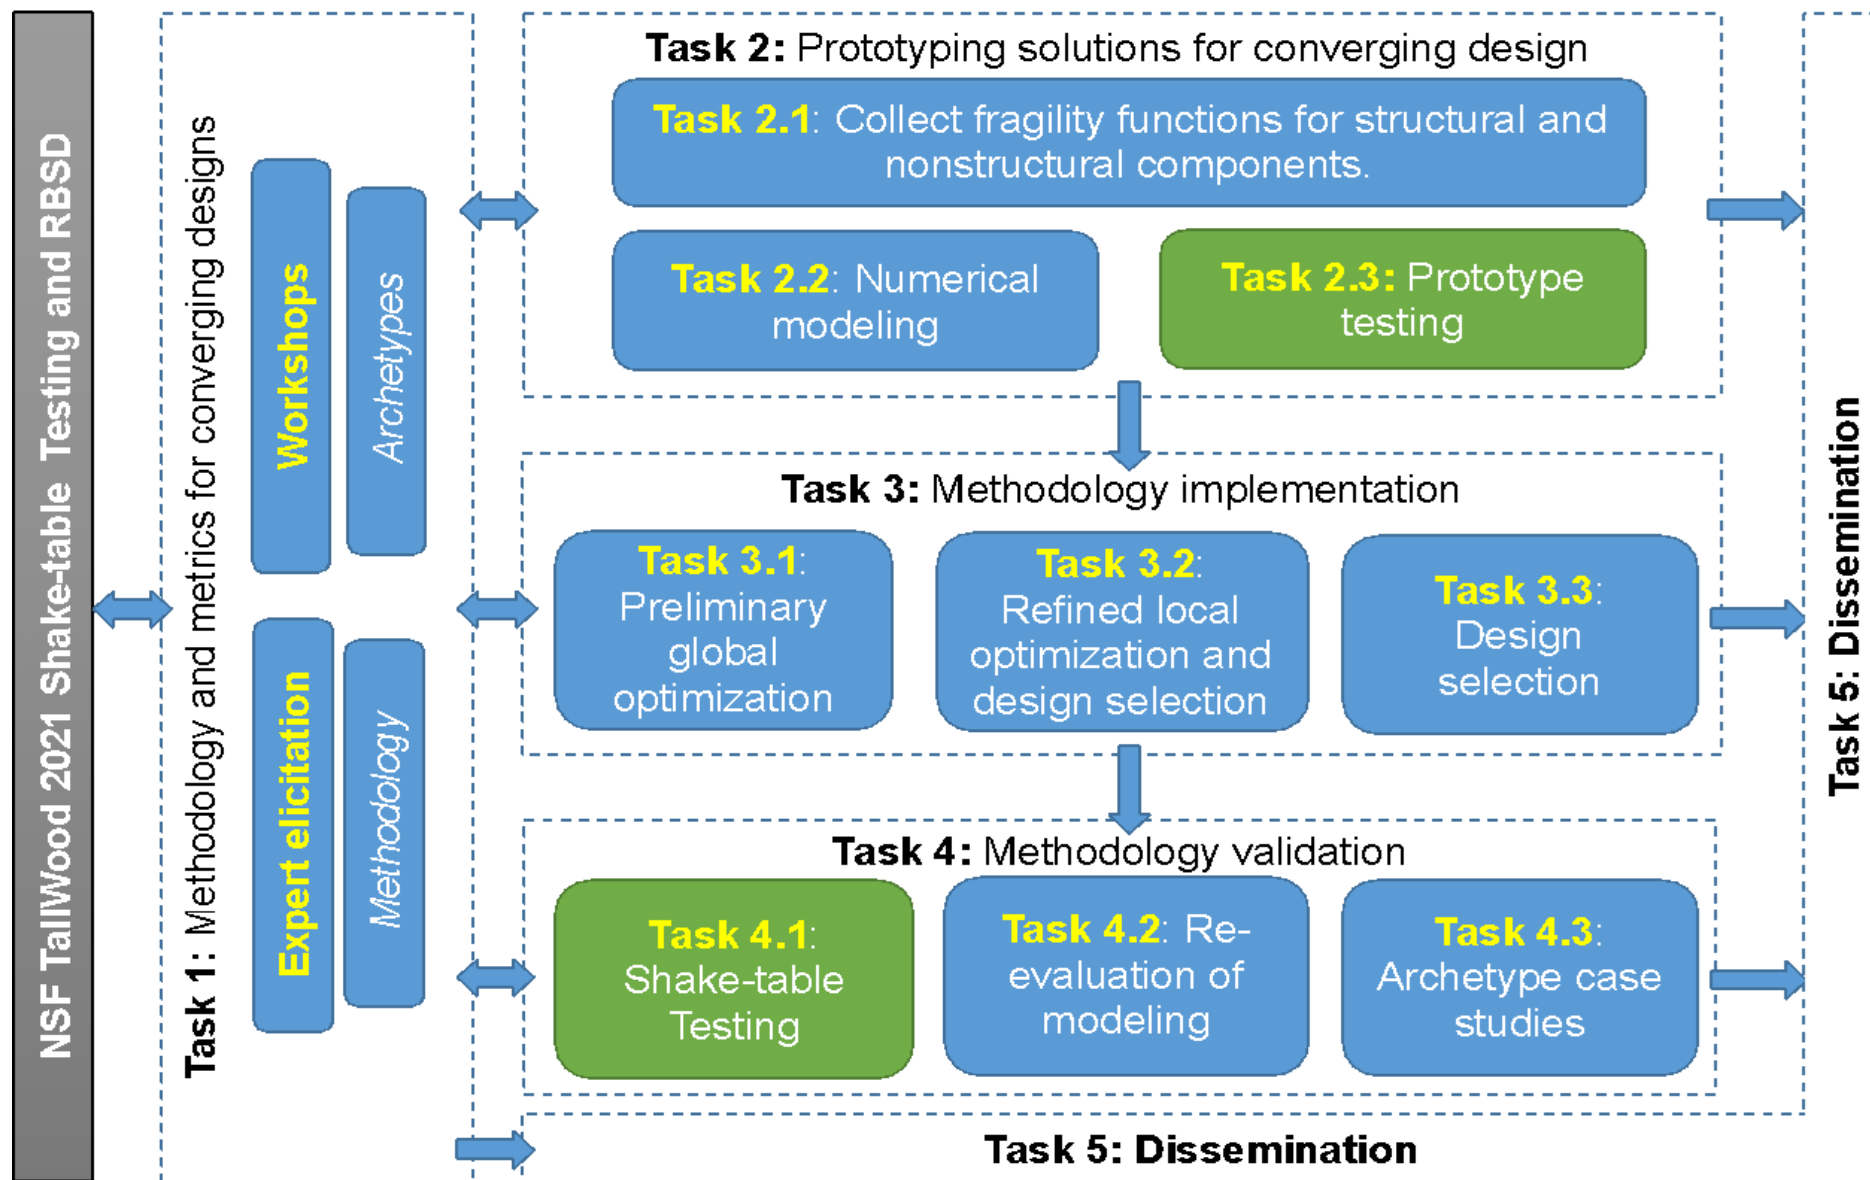 NSF TallWood 2021 Shake-table Testing and RBSD
Task 1: Methodology and metrics for converging designs
Workshops
Archetypes
Expert elicitation
Methodology
Task 2: Prototyping solutions for converging design
Task 2.1: Collect fragility functions for structural and
nonstructural components.
Task 2.2: Numerical
modeling
Task 2.3: Prototype
testing
Task 3: Methodology implementation
Task 3.1:
Preliminary
global
optimization
Task 3.2:
Refined local
optimization and
design selection
Task 3.3:
Design
selection
Task 4: Methodology validation
Task 4.1:
Shake-table
Testing
Task 4.2: Re-
evaluation of
modeling
Task 4.3:
Archetype case
studies
Task 5: Dissemination
Task 5: Dissemination